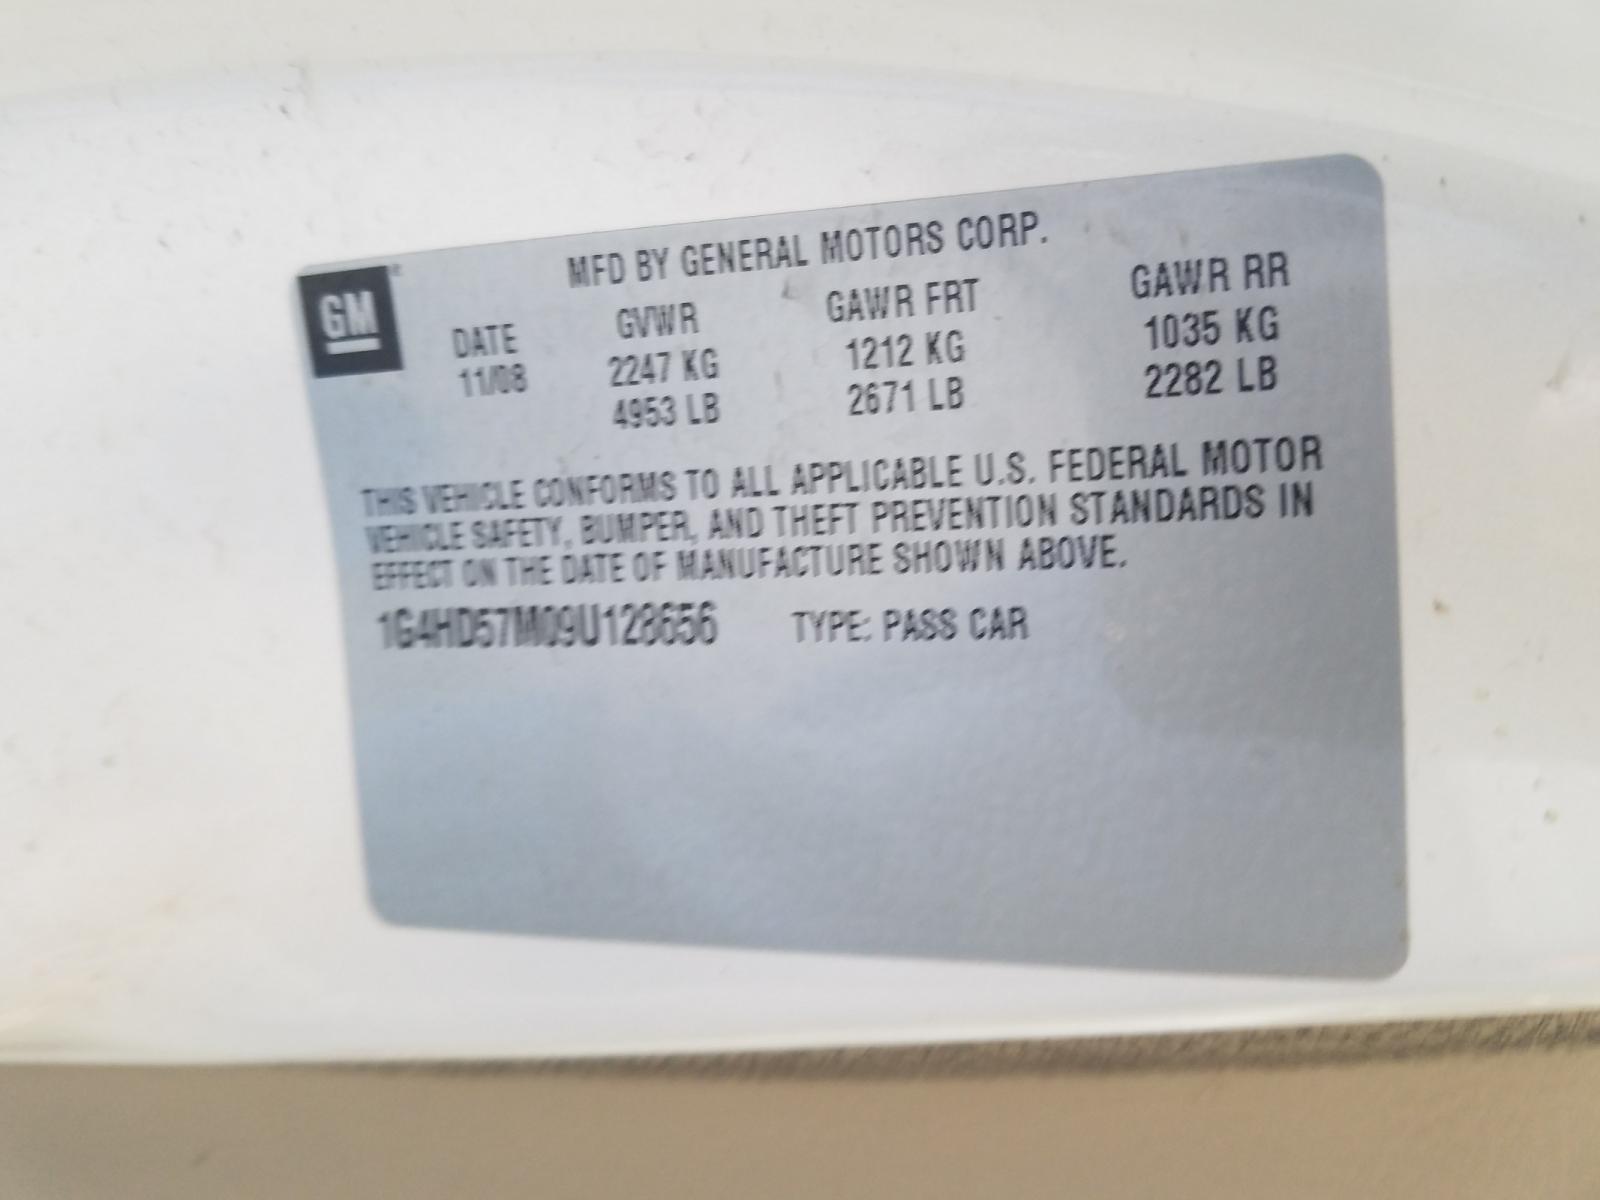 GM
MFD BY GENERAL MOTORS CORP.
DATE GVWR GAWR FRT GAWR RR
11/08 2247 KG 1212 KG 1035 KG
4953 LB 2671 LB 2282 LB
THIS VEHICLE CONFORMS TO ALL APPLICABLE U.S. FEDERAL MOTOR
VEHICLE SAFETY, BUMPER, AND THEFT PREVENTION STANDARDS IN
EFFECT ON THE DATE OF MANUFACTURE SHOWN ABOVE.
1G4HD57M09U128656 TYPE: PASS CAR